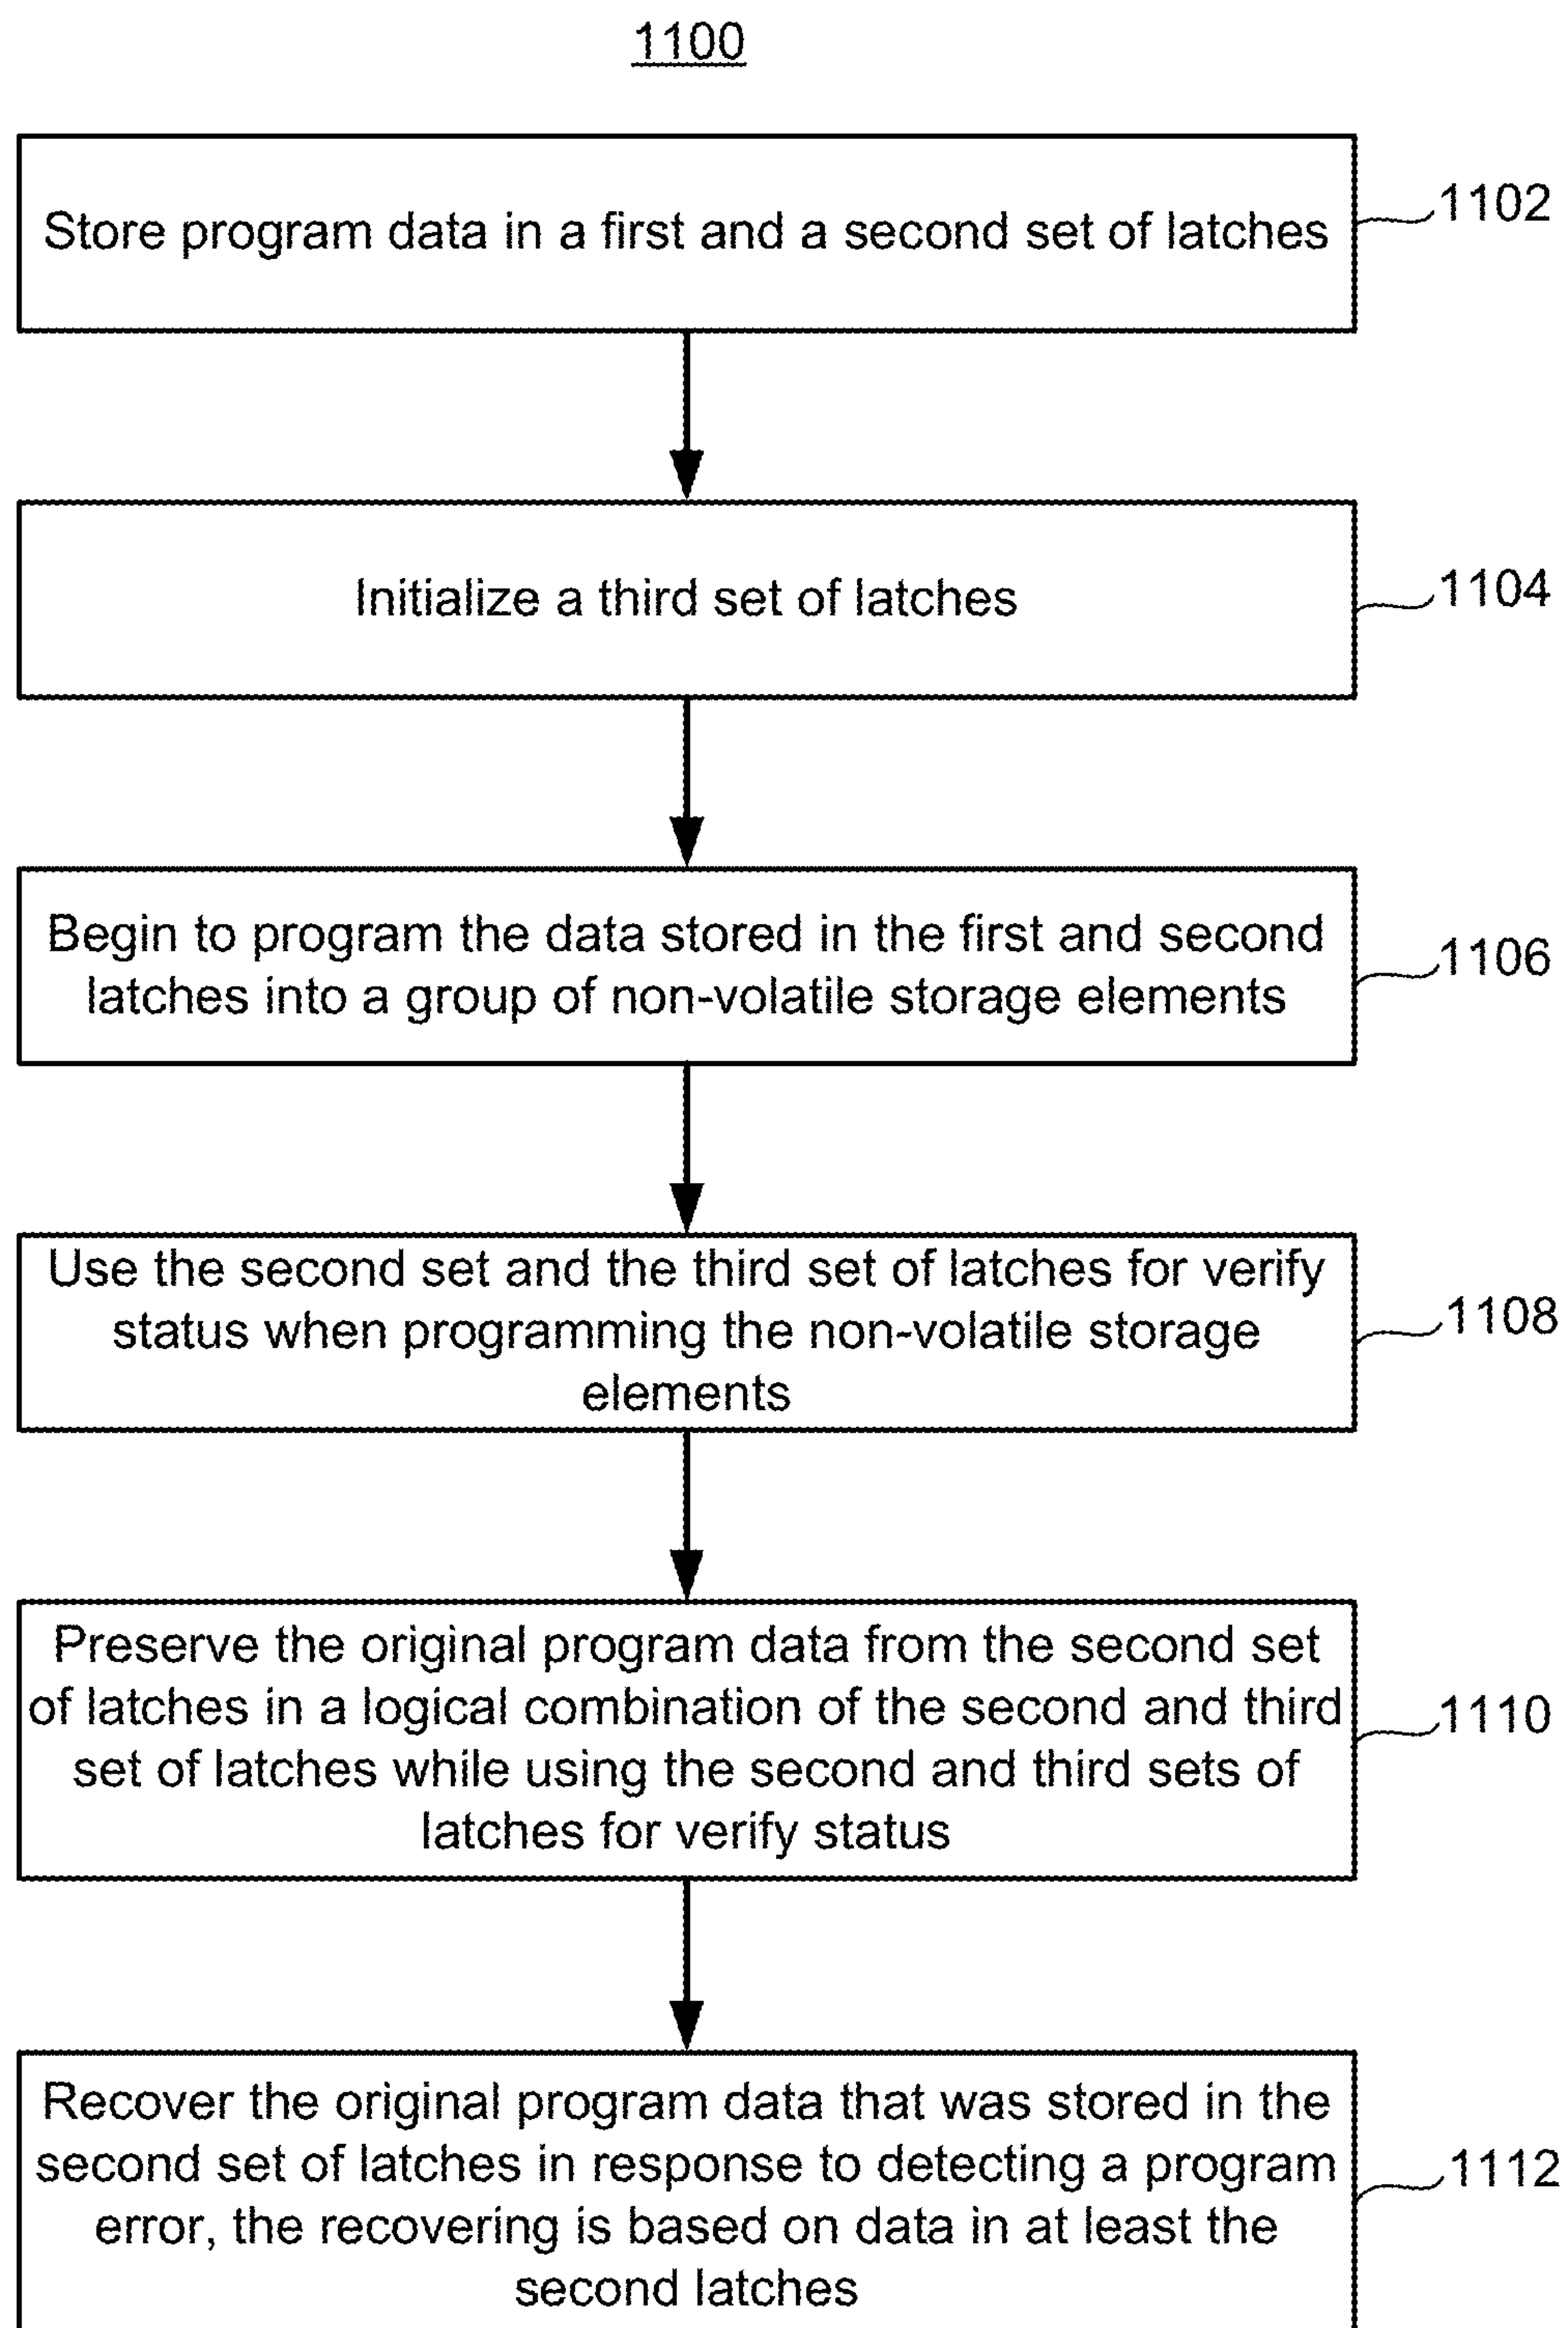 1100
Store program data in a first and a second set of latches
1102
Initialize a third set of latches
1104
Begin to program the data stored in the first and second
latches into a group of non-volatile storage elements
1106
Use the second set and the third set of latches for verify
status when programming the non-volatile storage
elements
1108
Preserve the original program data from the second set
of latches in a logical combination of the second and third
set of latches while using the second and third sets of
latches for verify status
1110
Recover the original program data that was stored in the
second set of latches in response to detecting a program
error, the recovering is based on data in at least the
second latches
1112